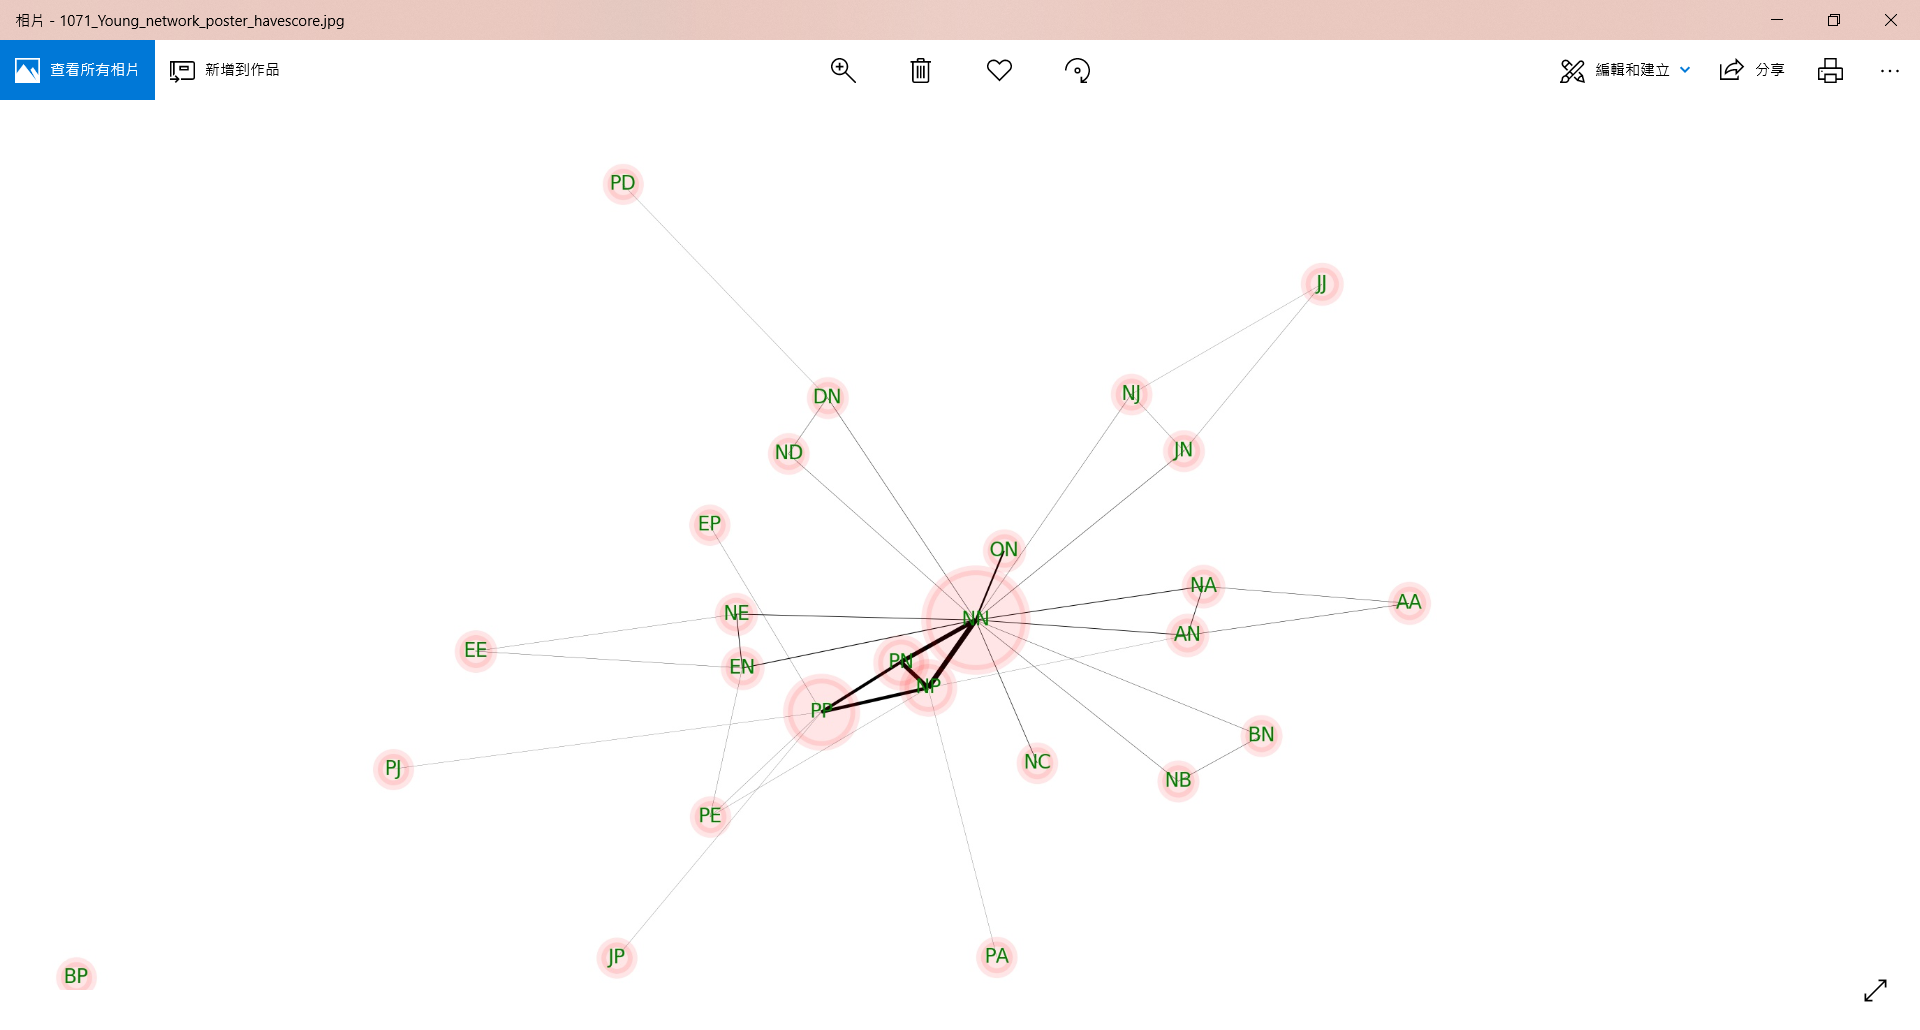 相片 - 1071_Young_network_poster_havescore.jpg
查看所有相片
新增到作品
編輯和建立
分享
PD
JJ
DN
NJ
ND
JN
EP
ON
NA
AA
NE
NN
AN
EE
EN
PN
NP
PP
BN
PJ
NC
NB
PE
JP
PA
BP